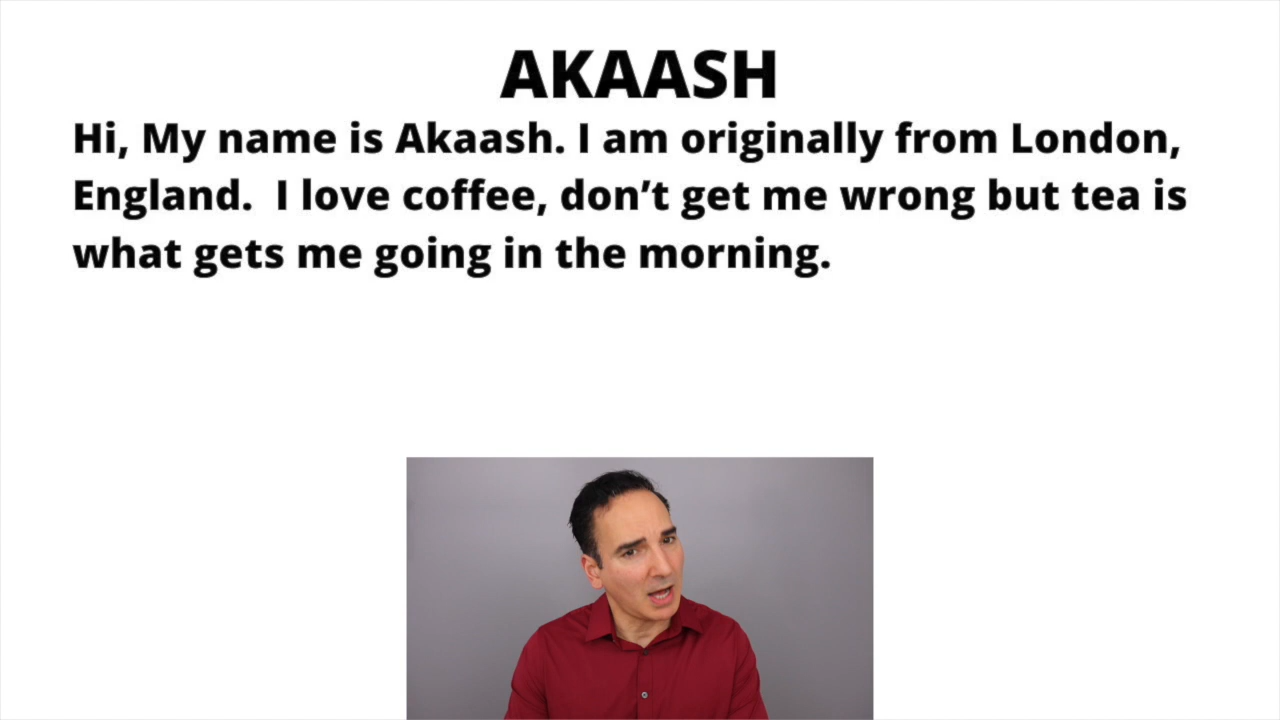 AKAASH
Hi, My name is Akaash. I am originally from London,
England.  I love coffee, don’t get me wrong but tea is
what gets me going in the morning.